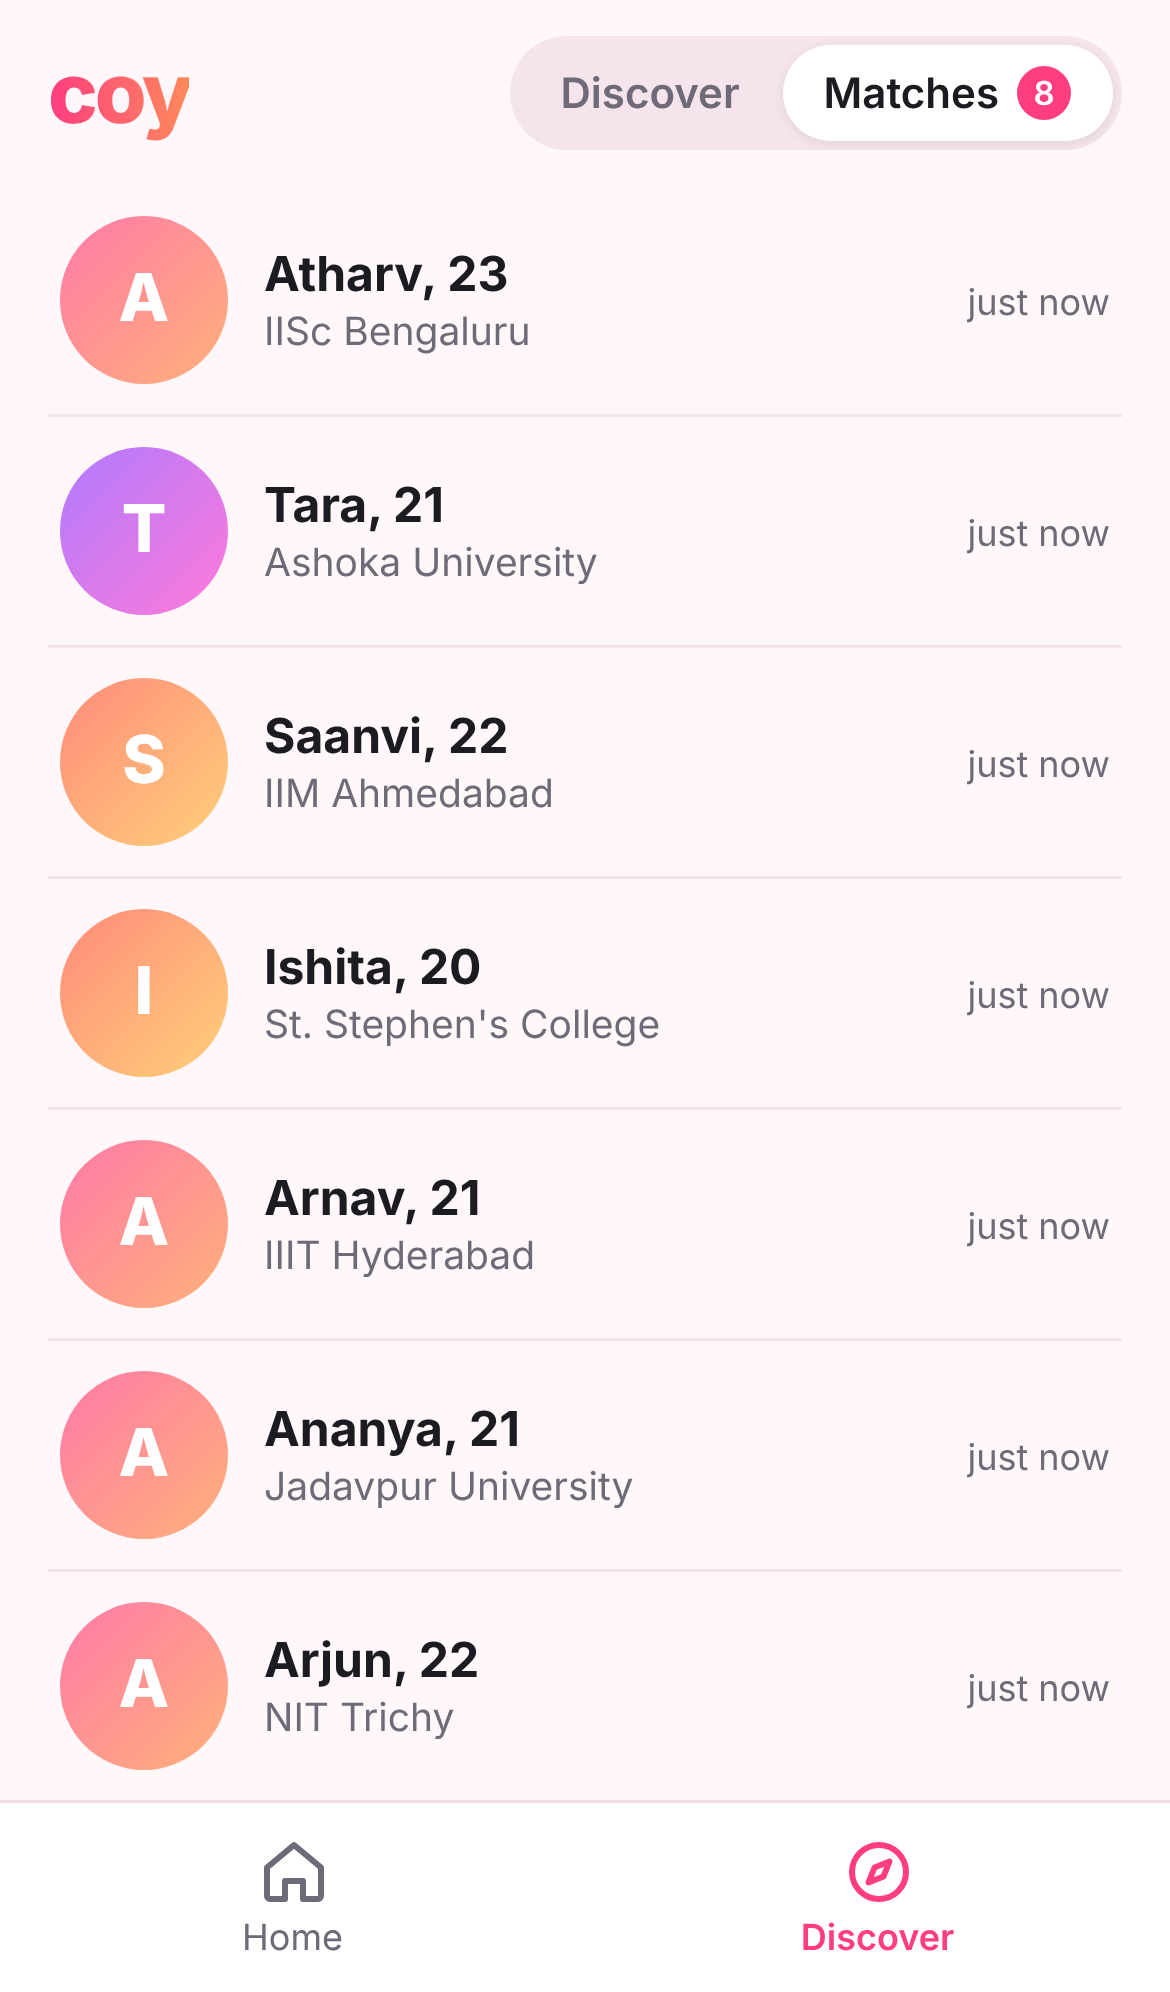 coy
Discover
Matches 8
A
Atharv, 23
IISc Bengaluru
just now
T
Tara, 21
Ashoka University
just now
S
Saanvi, 22
IIM Ahmedabad
just now
I
Ishita, 20
St. Stephen's College
just now
A
Arnav, 21
IIIT Hyderabad
just now
A
Ananya, 21
Jadavpur University
just now
A
Arjun, 22
NIT Trichy
just now
Home
Discover